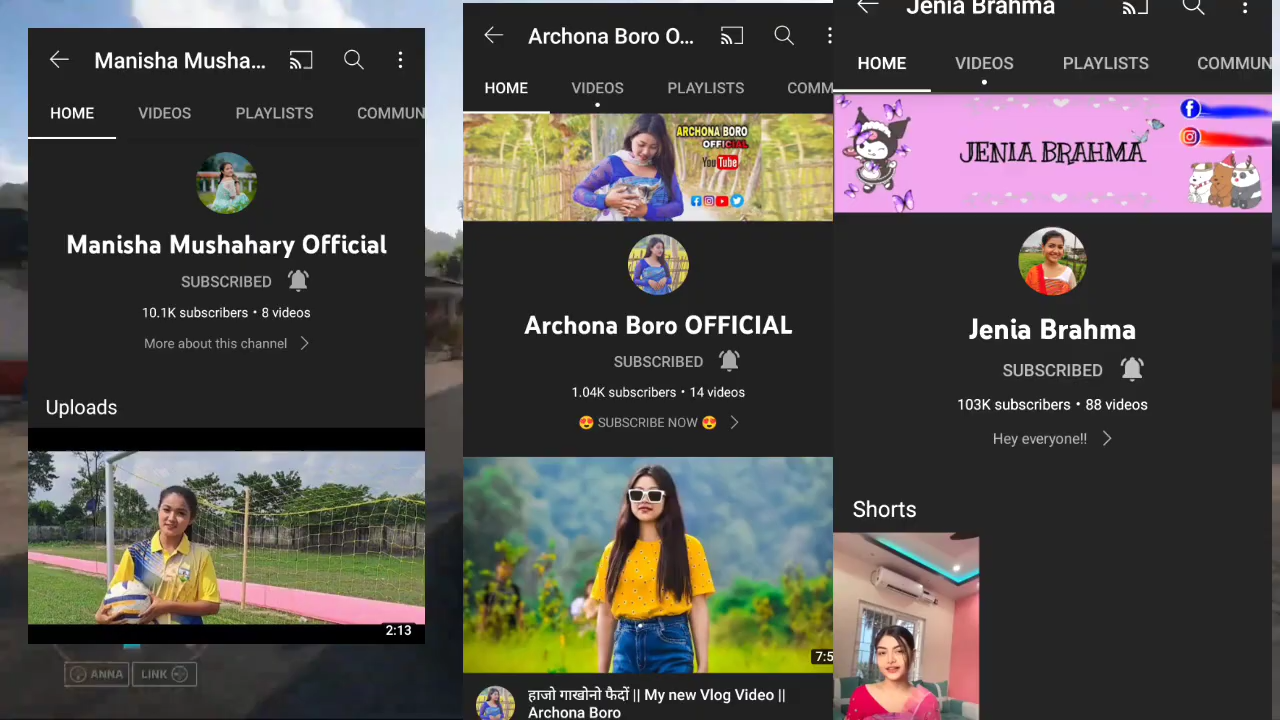 Manisha Musha...
HOME VIDEOS PLAYLISTS COMMUN
Manisha Mushahary Official
SUBSCRIBED
10.1K subscribers • 8 videos
More about this channel
Uploads
2:13
ANNA LINK
Archona Boro O...
HOME VIDEOS PLAYLISTS COMM
ARCHONA BORO
OFFICIAL
YouTube
Archona Boro OFFICIAL
SUBSCRIBED
1.04K subscribers • 14 videos
😍 SUBSCRIBE NOW 😍
7:5
हाजो गाखोनो फैदों || My new Vlog Video ||
Archona Boro
Jenia Brahma
HOME VIDEOS PLAYLISTS COMMUN
JENIA BRAHMA
Jenia Brahma
SUBSCRIBED
103K subscribers • 88 videos
Hey everyone!!
Shorts